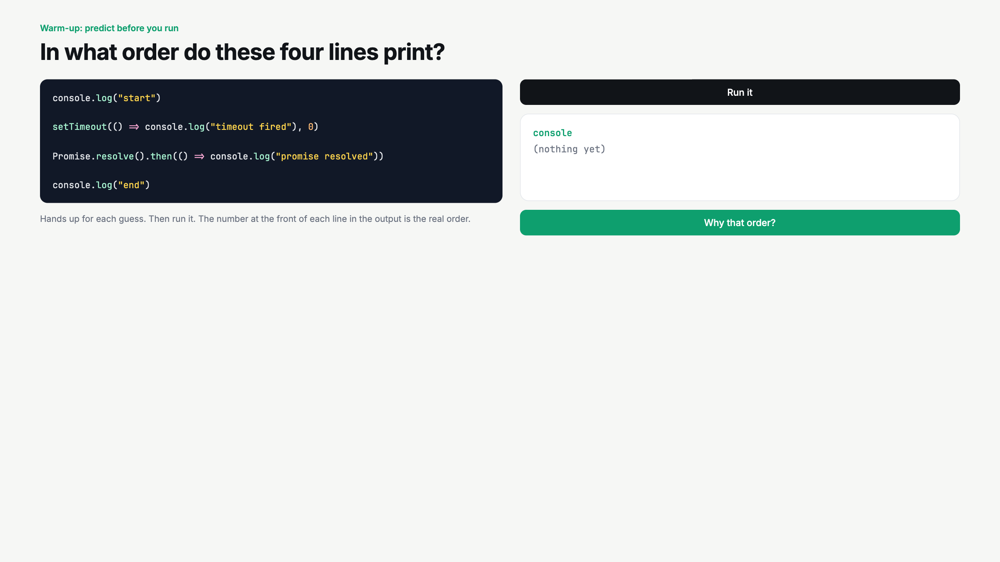 Warm-up: predict before you run
In what order do these four lines print?
console.log("start")
setTimeout(() => console.log("timeout fired"), 0)
Promise.resolve().then(() => console.log("promise resolved"))
console.log("end")
Hands up for each guess. Then run it. The number at the front of each line in the output is the real order.
Run it
console
(nothing yet)
Why that order?